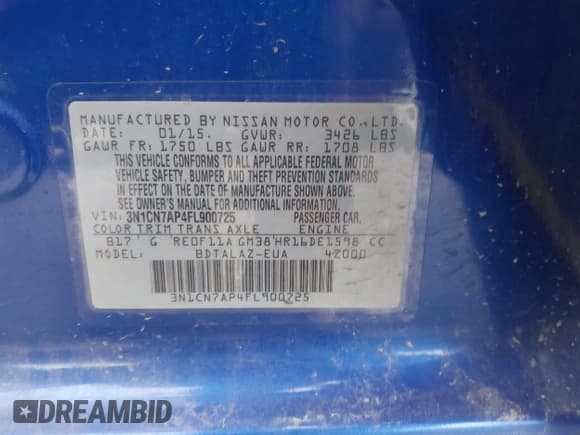 MANUFACTURED BY NISSAN MOTOR CO.,LTD.
DATE: 01/15. GVWR: 3426 LBS
GAWR FR: 1750 LBS GAWR RR: 1708 LBS
THIS VEHICLE CONFORMS TO ALL APPLICABLE FEDERAL MOTOR
VEHICLE SAFETY, BUMPER AND THEFT PREVENTION STANDARDS
IN EFFECT ON THE DATE OF MANUFACTURE SHOWN ABOVE.
SEE OWNER'S MANUAL FOR ADDITIONAL INFORMATION.
VIN: 3N1CN7AP4FL900725 PASSENGER CAR.
COLOR TRIM TRANS AXLE ENGINE
B17 G RE0F11A GM38 HR16DE1598 CC
MODEL: BDTALAZ-EUA 4Z000
3N1CN7AP4FL900725
DREAMBID